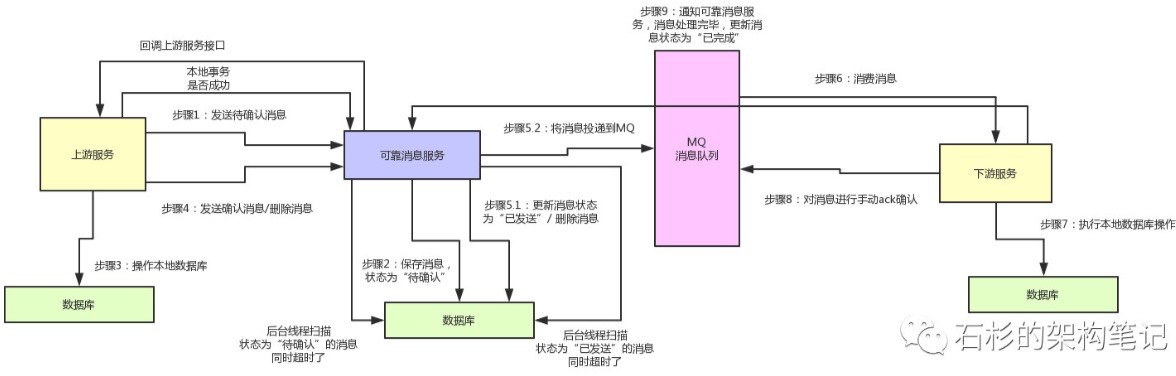 步骤9：通知可靠消息服
务，消息处理完毕，更新消
息状态为“已完成”
回调上游服务接口
本地事务
是否成功
步骤6：消费消息
步骤1：发送待确认消息
步骤5.2：将消息投递到MQ
MQ
消息队列
上游服务
可靠消息服务
下游服务
步骤4：发送确认消息/删除消息
步骤5.1：更新消息状态
为“已发送”/ 删除消息
步骤8：对消息进行手动ack确认
步骤7：执行本地数据库操作
步骤3：操作本地数据库
步骤2：保存消息，
状态为“待确认”
数据库
数据库
数据库
后台线程扫描
状态为“待确认”的消息
同时超时了
后台线程扫描
状态为“已发送”的消息
同时超时了
石杉的架构笔记